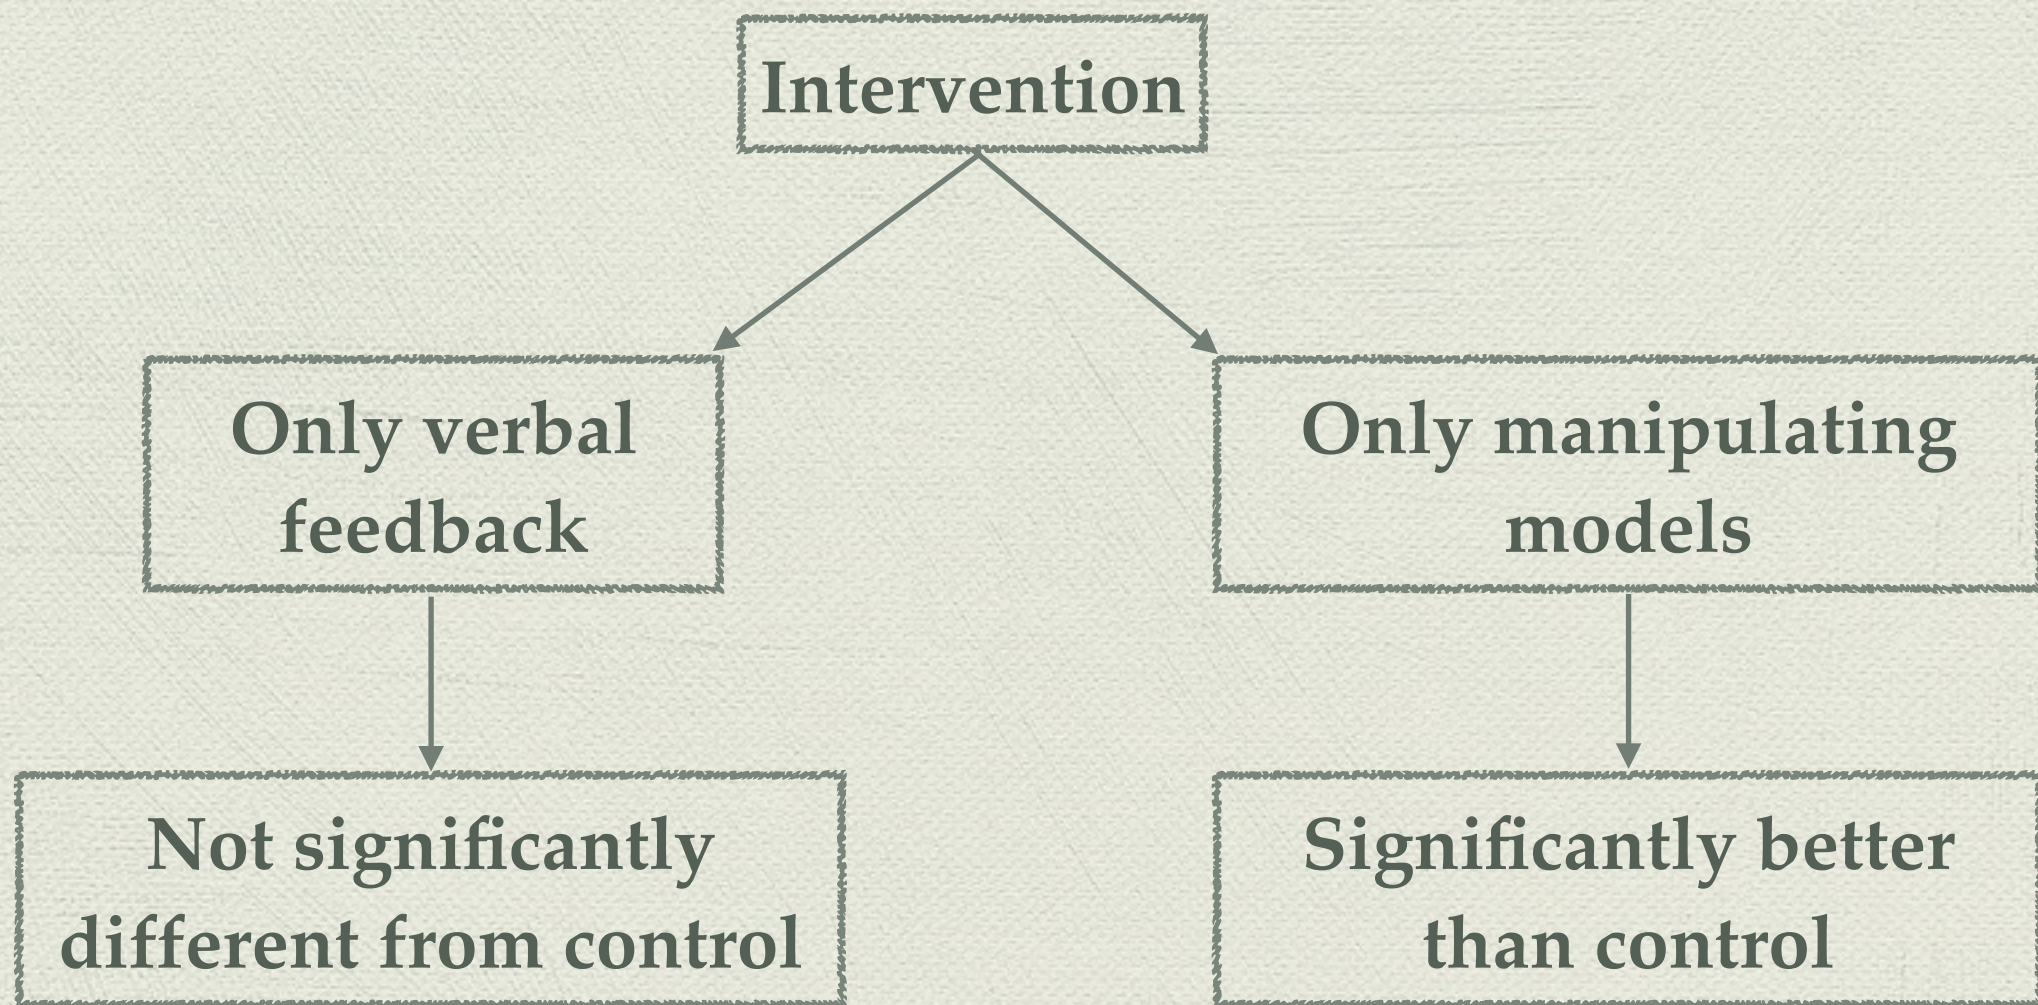 Intervention
Only verbal
feedback
Only manipulating
models
Not significantly
different from control
Significantly better
than control